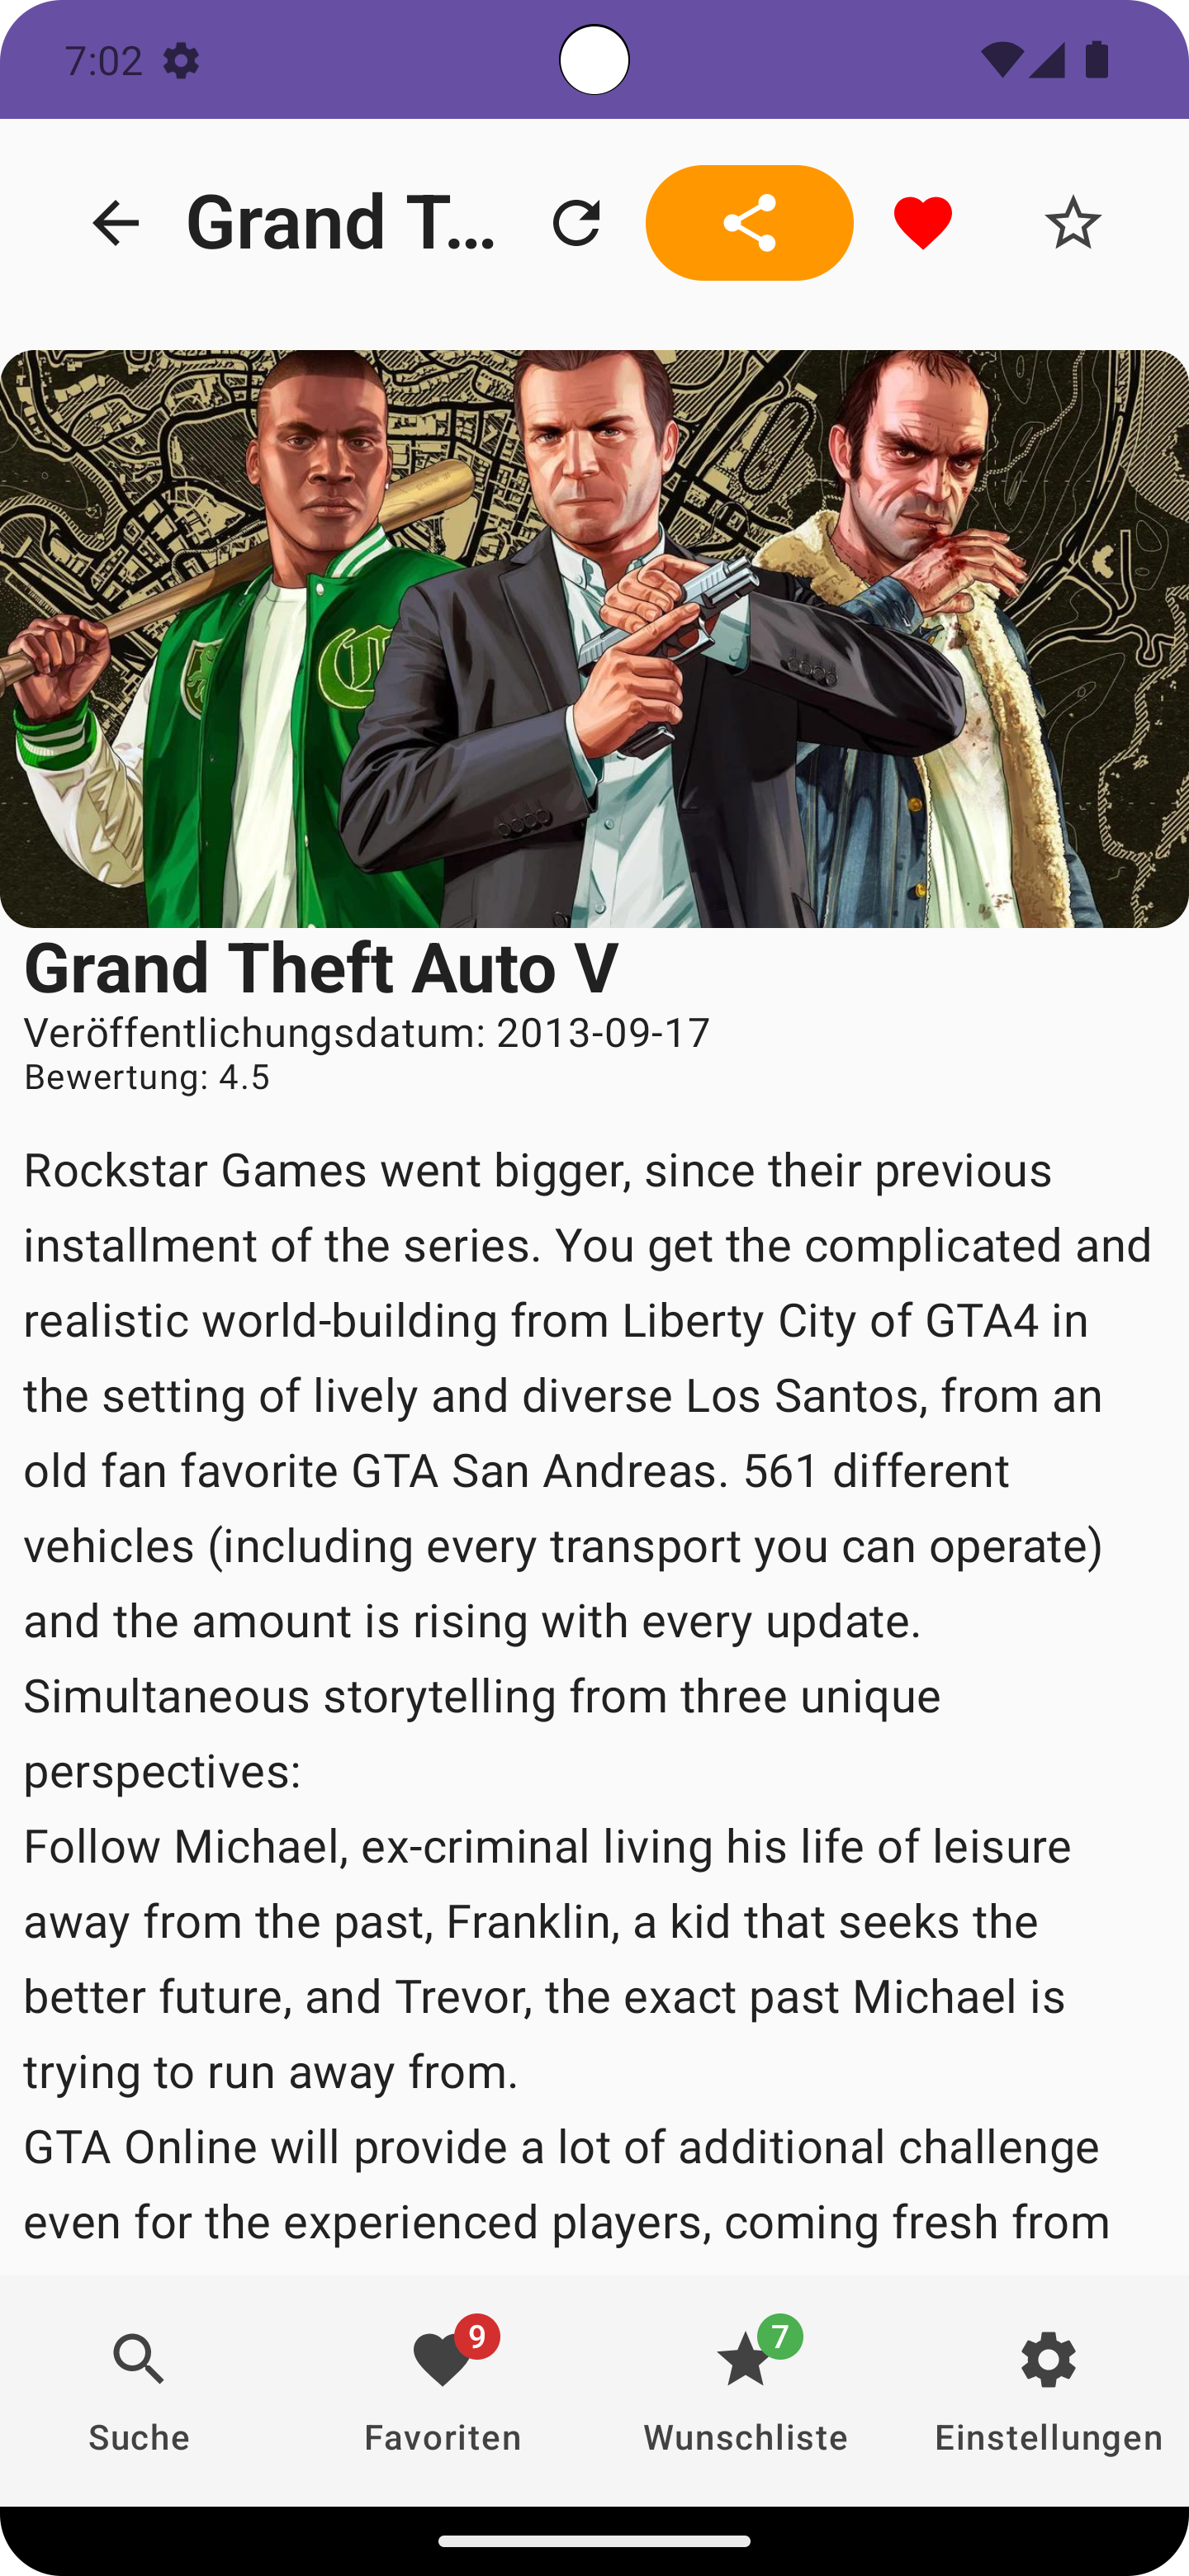 7:02
Grand T...
Grand Theft Auto V
Veröffentlichungsdatum: 2013-09-17
Bewertung: 4.5
Rockstar Games went bigger, since their previous
installment of the series. You get the complicated and
realistic world-building from Liberty City of GTA4 in
the setting of lively and diverse Los Santos, from an
old fan favorite GTA San Andreas. 561 different
vehicles (including every transport you can operate)
and the amount is rising with every update.
Simultaneous storytelling from three unique
perspectives:
Follow Michael, ex-criminal living his life of leisure
away from the past, Franklin, a kid that seeks the
better future, and Trevor, the exact past Michael is
trying to run away from.
GTA Online will provide a lot of additional challenge
even for the experienced players, coming fresh from
9
7
Suche
Favoriten
Wunschliste
Einstellungen